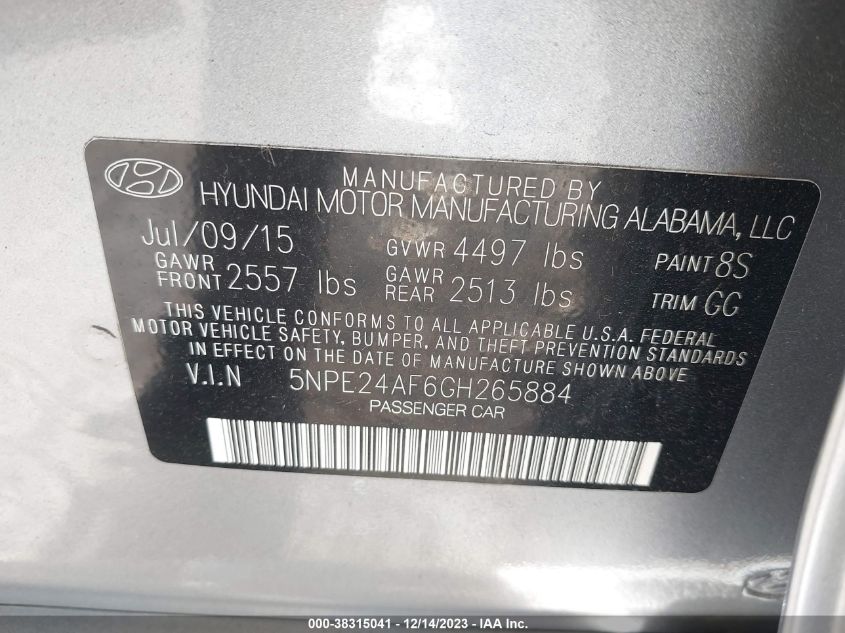 MANUFACTURED BY
HYUNDAI MOTOR MANUFACTURING ALABAMA, LLC
Jul/09/15 GVWR 4497 lbs PAINT 8S
GAWR FRONT 2557 lbs GAWR REAR 2513 lbs TRIM GG
THIS VEHICLE CONFORMS TO ALL APPLICABLE U.S.A. FEDERAL
MOTOR VEHICLE SAFETY, BUMPER, AND THEFT PREVENTION STANDARDS
IN EFFECT ON THE DATE OF MANUFACTURE SHOWN ABOVE
V.I.N 5NPE24AF6GH265884
PASSENGER CAR
000-38315041 - 12/14/2023 - IAA Inc.